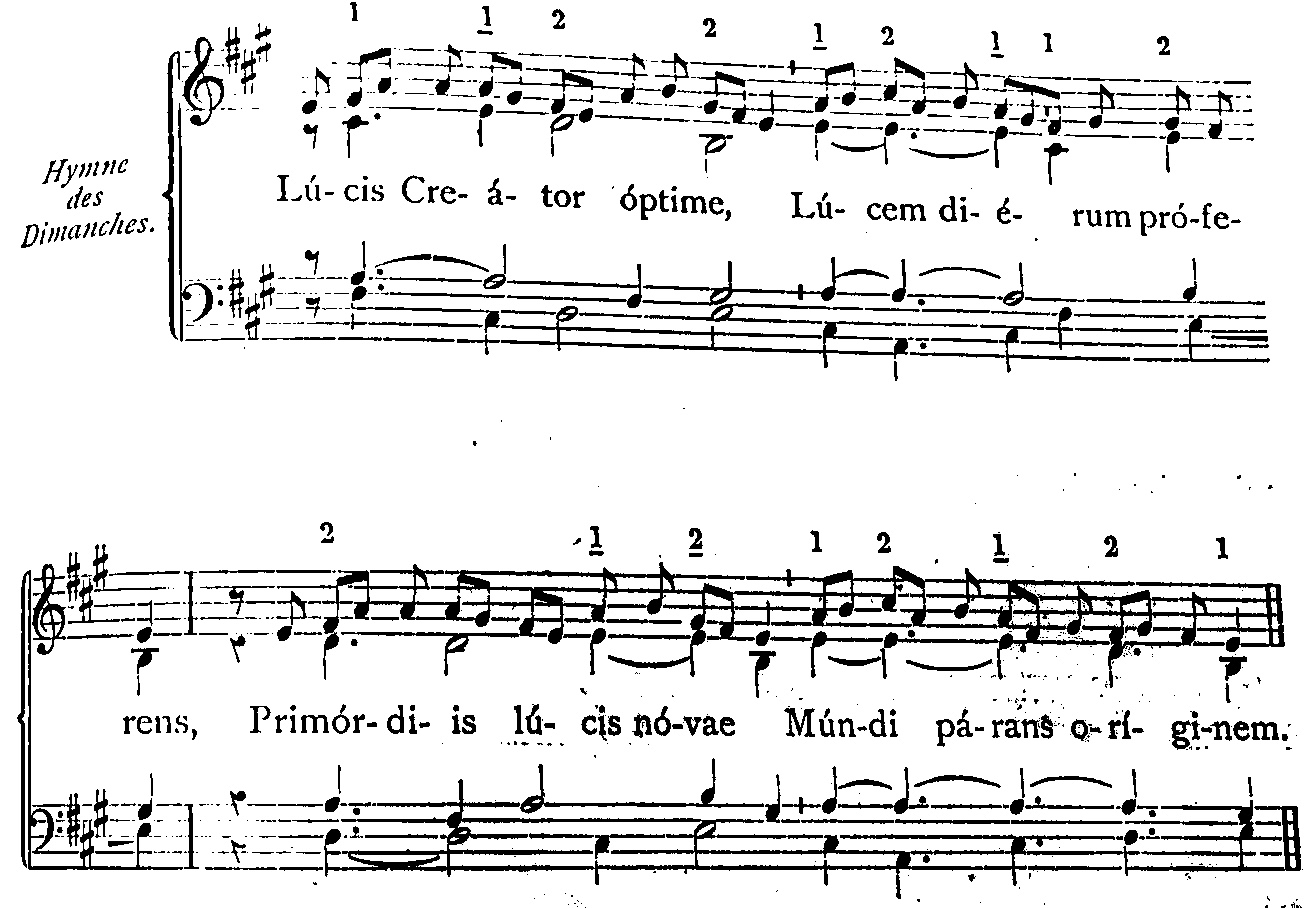 1 1 2 2 1 2 1 1 2
Hymne
des
Dimanches.
Lú- cis Cre- á- tor óptime, Lú- cem di- é- rum pró-fe-
2 1 2 1 2 1 2 1
rens, Primór- di- is lú- cis nó-vae Mún-di pá-rans o-rí- gi-nem.